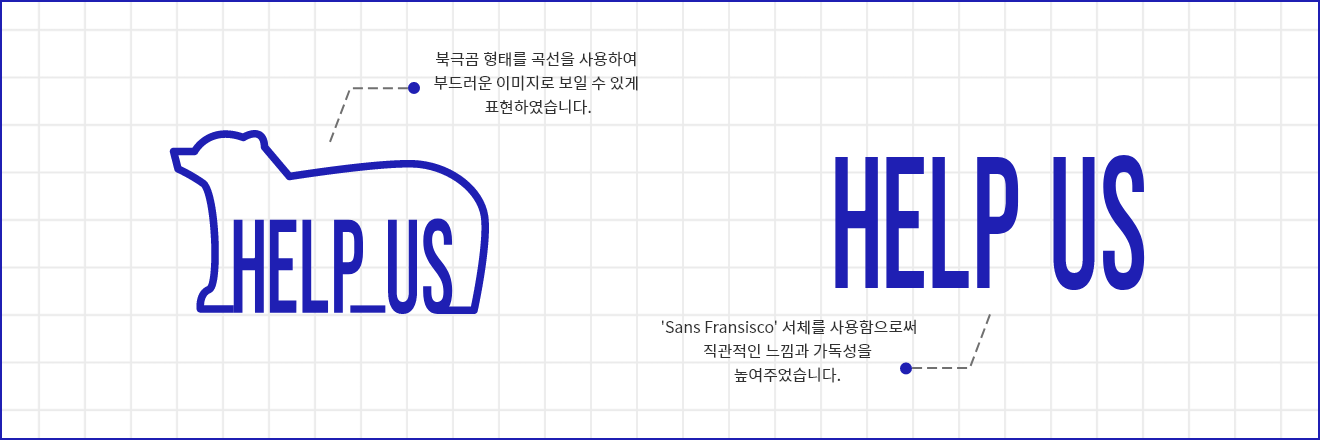 북극곰 형태를 곡선을 사용하여
부드러운 이미지로 보일 수 있게
표현하였습니다.
HELP US
HELP US
'Sans Fransisco' 서체를 사용함으로써
직관적인 느낌과 가독성을
높여주었습니다.